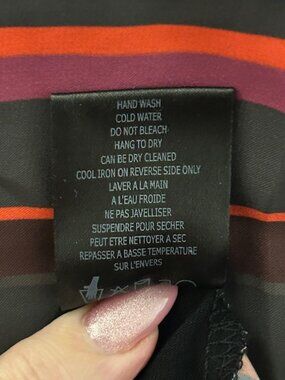 HAND WASH
COLD WATER
DO NOT BLEACH
HANG TO DRY
CAN BE DRY CLEANED
COOL IRON ON REVERSE SIDE ONLY
LAVER A LA MAIN
A L'EAU FROIDE
NE PAS JAVELLISER
SUSPENDRE POUR SECHER
PEUT ETRE NETTOYER A SEC
REPASSER A BASSE TEMPERATURE
SUR L'ENVERS